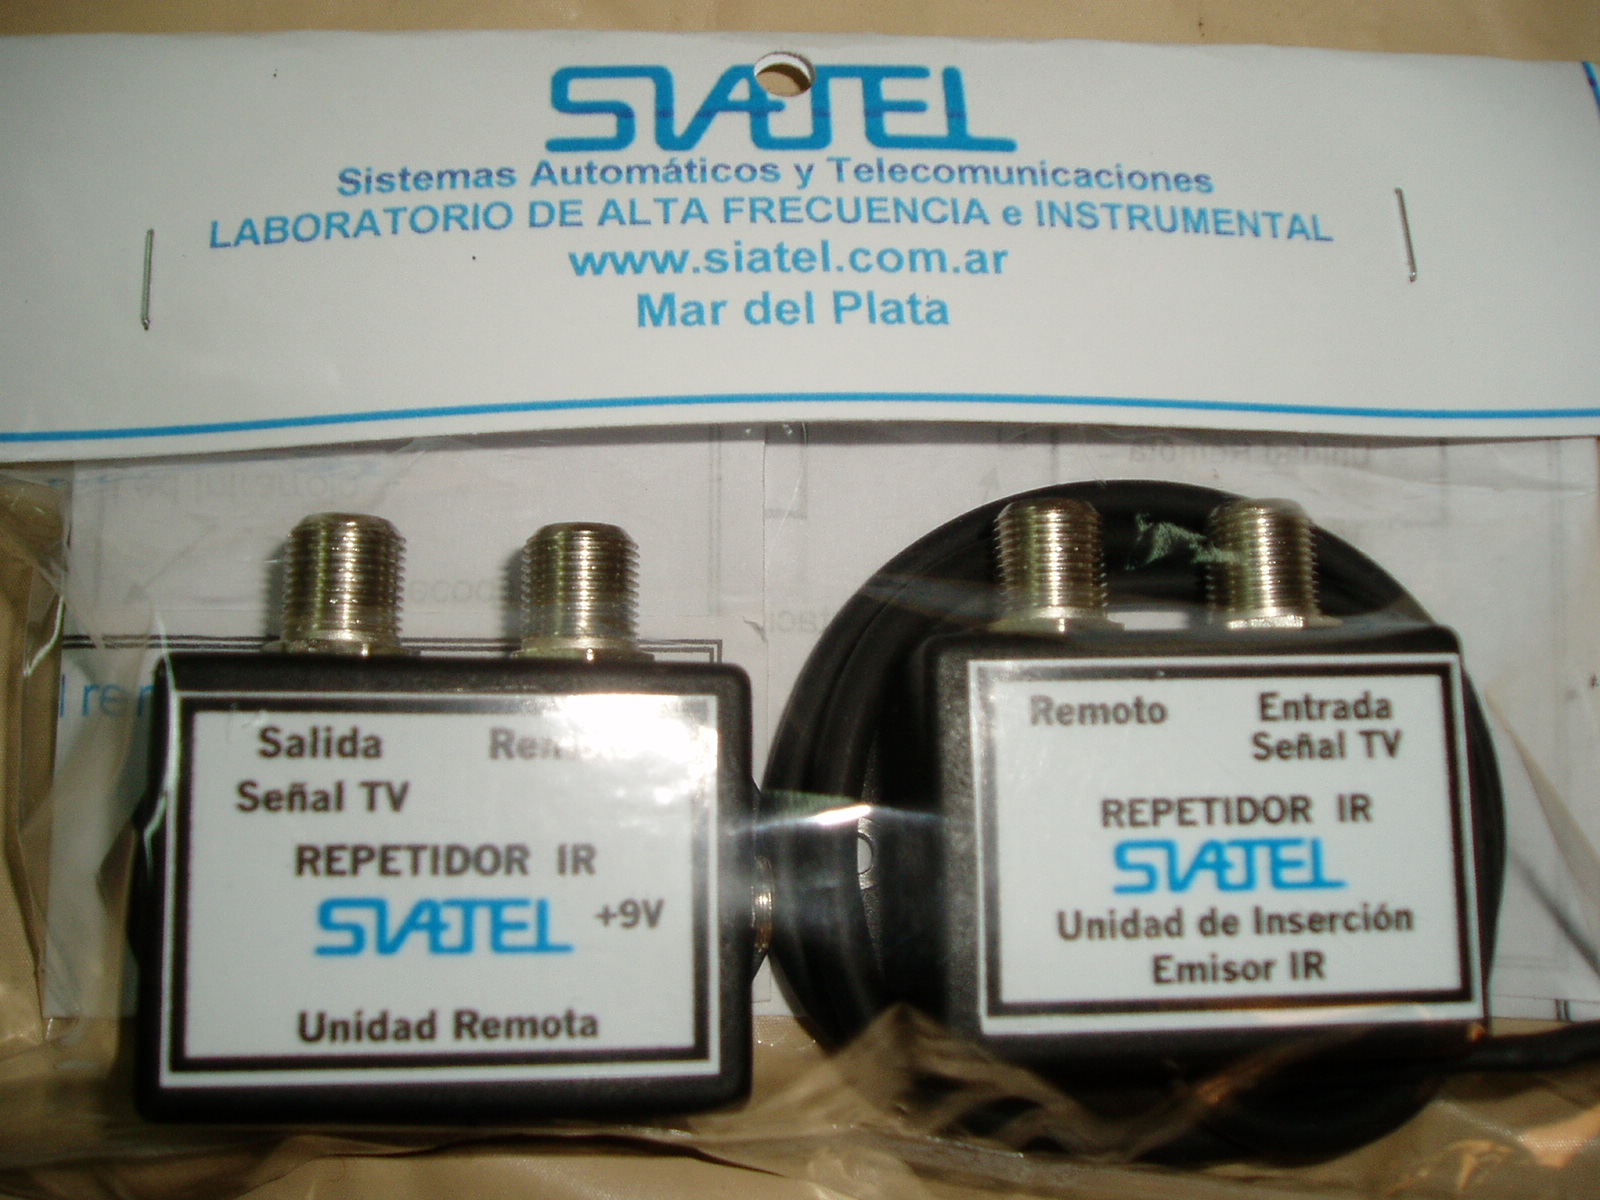 SIATEL
Sistemas Automáticos y Telecomunicaciones
LABORATORIO DE ALTA FRECUENCIA e INSTRUMENTAL
www.siatel.com.ar
Mar del Plata
Salida
Señal TV
REPETIDOR IR
SIATEL +9V
Unidad Remota
Remoto Entrada
Señal TV
REPETIDOR IR
SIATEL
Unidad de Inserción
Emisor IR